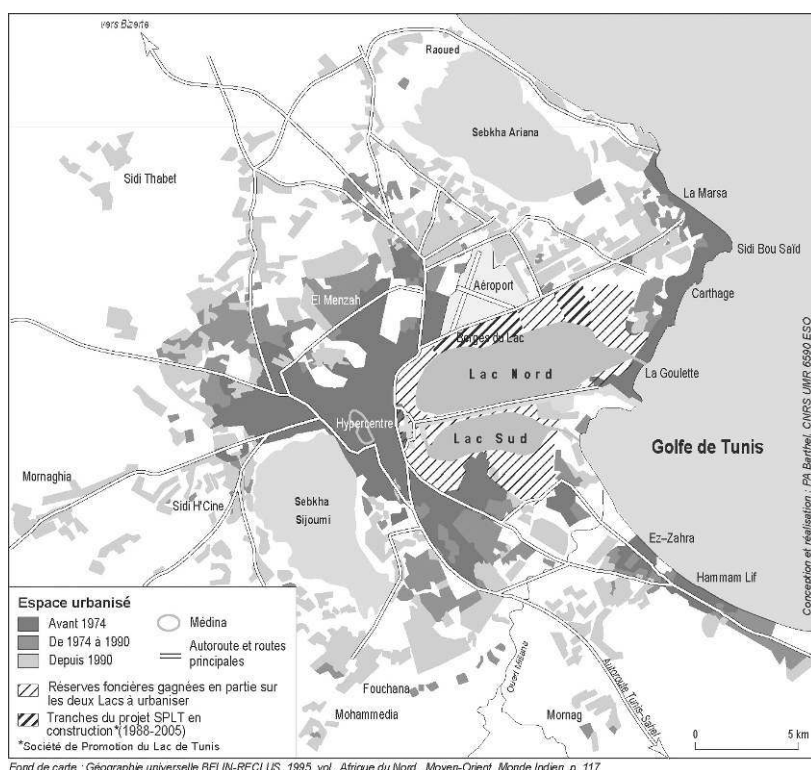 vers Bizerte
Raoued
Sebkha Ariana
Sidi Thabet
La Marsa
Sidi Bou Saïd
Aéroport
El Menzah
Carthage
Berges du Lac
Lac Nord
La Goulette
Hypercentre
Lac Sud
Golfe de Tunis
Mornaghia
Sidi H'Cine
Sebkha
Sijoumi
Ez-Zahra
Hammam Lif
Conception et réalisation : PA Barthel, CNRS UMR 6590 ESO
Espace urbanisé
Avant 1974
De 1974 à 1990
Depuis 1990
Médina
Autoroute et routes
principales
Réserves foncières gagnées en partie sur
les deux Lacs à urbaniser
Tranches du projet SPLT en
construction*(1988-2005)
*Société de Promotion du Lac de Tunis
Fouchana
Mohammedia
Oued Miliane
Mornag
Autoroute Tunis-Sahel
0 5 km
Fond de carte : Géographie universelle BELIN-RECLUS, 1995, vol. Afrique du Nord, Moyen-Orient, Monde Indien, p. 117